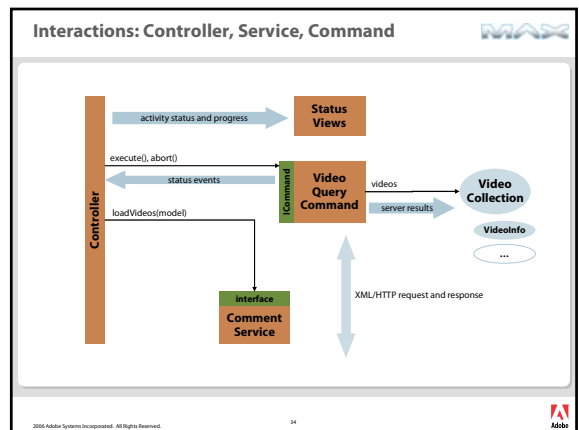 Interactions: Controller, Service, Command
MAX
activity status and progress
Status
Views
execute(), abort()
status events
Controller
ICommand
Video
Query
Command
videos
server results
Video
Collection
VideoInfo
...
loadVideos(model)
interface
Comment
Service
XML/HTTP request and response
2006 Adobe Systems Incorporated. All Rights Reserved.
34
Adobe